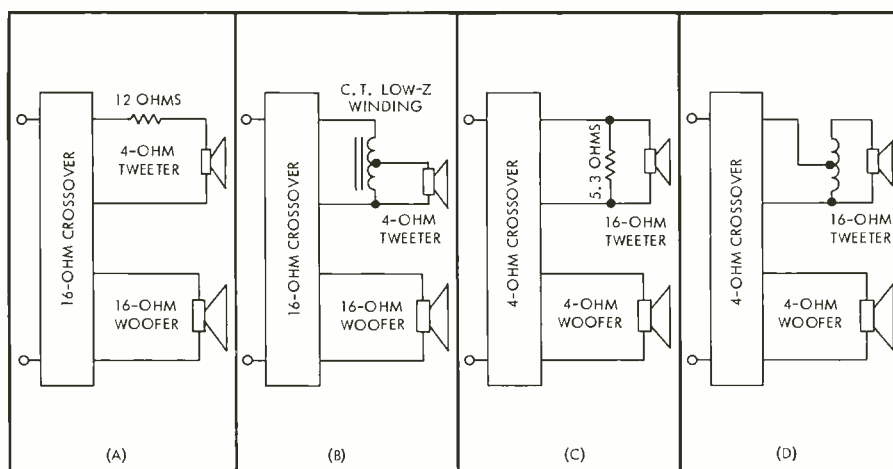 16-OHM CROSSOVER
12 OHMS
4-OHM
TWEETER
16-OHM
WOOFER
(A)
16-OHM CROSSOVER
C.T. LOW-Z
WINDING
4-OHM
TWEETER
16-OHM
WOOFER
(B)
4-OHM CROSSOVER
5.3 OHMS
16-OHM
TWEETER
4-OHM
WOOFER
(C)
4-OHM CROSSOVER
16-OHM
TWEETER
4-OHM
WOOFER
(D)